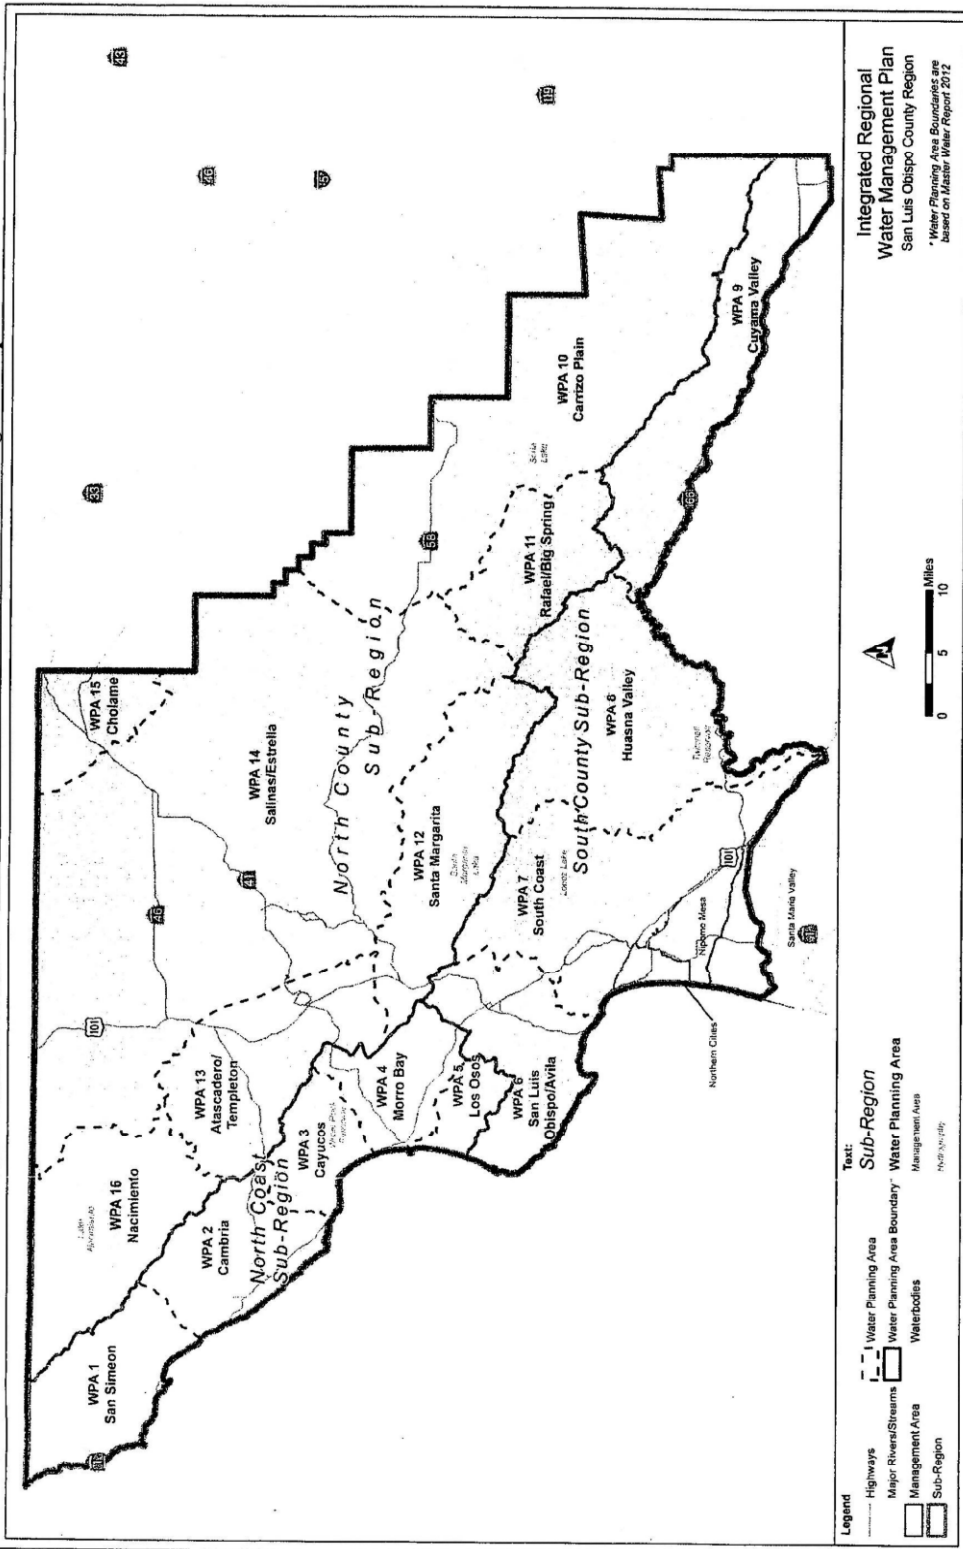 Integrated Regional
Water Management Plan
San Luis Obispo County Region
* Water Planning Area Boundaries are
based on Master Water Report 2012
WPA 1
San Simeon
WPA 16
Nacimiento
WPA 2
Cambria
North Coast
Sub-Region
WPA 3
Cayucos
WPA 13
Atascadero/
Templeton
WPA 4
Morro Bay
WPA 5
Los Osos
WPA 6
San Luis
Obispo/Avila
WPA 14
Salinas/Estrella
WPA 15
Cholame
North County
Sub Region
WPA 12
Santa Margarita
WPA 7
South Coast
Lopez Lake
South County Sub-Region
WPA 8
Huasna Valley
WPA 11
Rafael/Big Spring
WPA 10
Carrizo Plain
Soda
Lake
WPA 9
Cuyama Valley
Nipomo Mesa
Santa Maria Valley
Northern Cities
101
101
46
41
58
33
46
43
119
0 5 10
Miles
N
Legend
Highways
Major Rivers/Streams
Management Area
Sub-Region
Water Planning Area
Water Planning Area Boundary*
Waterbodies
Text:
Sub-Region
Water Planning Area
Management Area
Hydrography